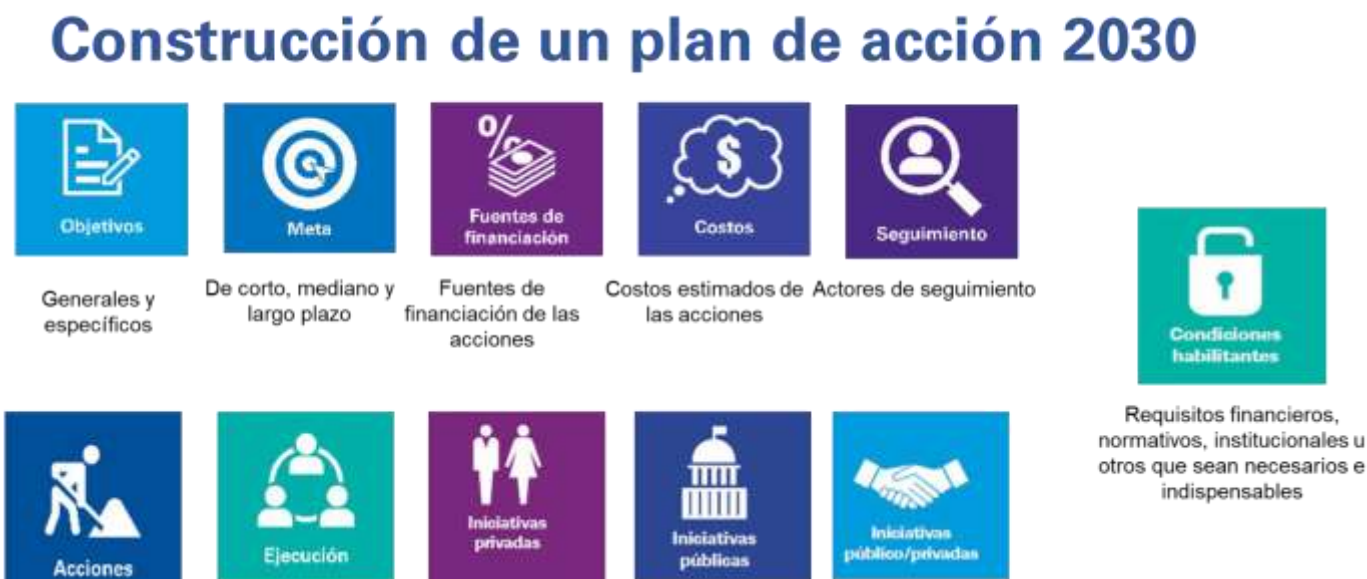 Construcción de un plan de acción 2030
Objetivos
Generales y
específicos
Meta
De corto, mediano y
largo plazo
%
Fuentes de
financiación
Fuentes de
financiación de las
acciones
$
Costos
Costos estimados de
las acciones
Seguimiento
Actores de seguimiento
Condiciones
habilitantes
Requisitos financieros,
normativos, institucionales u
otros que sean necesarios e
indispensables
Acciones
Ejecución
Iniciativas
privadas
Iniciativas
públicas
Iniciativas
público/privadas